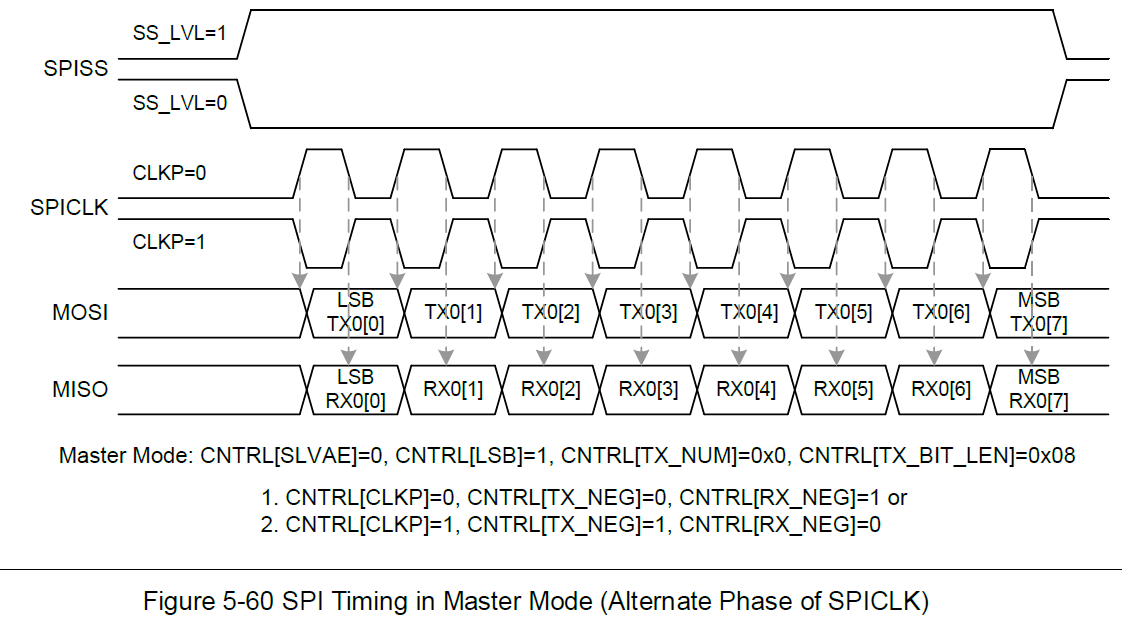 SS_LVL=1
SPISS
SS_LVL=0
CLKP=0
SPICLK
CLKP=1
MOSI
LSB TX0[0] TX0[1] TX0[2] TX0[3] TX0[4] TX0[5] TX0[6] MSB TX0[7]
MISO
LSB RX0[0] RX0[1] RX0[2] RX0[3] RX0[4] RX0[5] RX0[6] MSB RX0[7]
Master Mode: CNTRL[SLVAE]=0, CNTRL[LSB]=1, CNTRL[TX_NUM]=0x0, CNTRL[TX_BIT_LEN]=0x08
1. CNTRL[CLKP]=0, CNTRL[TX_NEG]=0, CNTRL[RX_NEG]=1 or
2. CNTRL[CLKP]=1, CNTRL[TX_NEG]=1, CNTRL[RX_NEG]=0
Figure 5-60 SPI Timing in Master Mode (Alternate Phase of SPICLK)